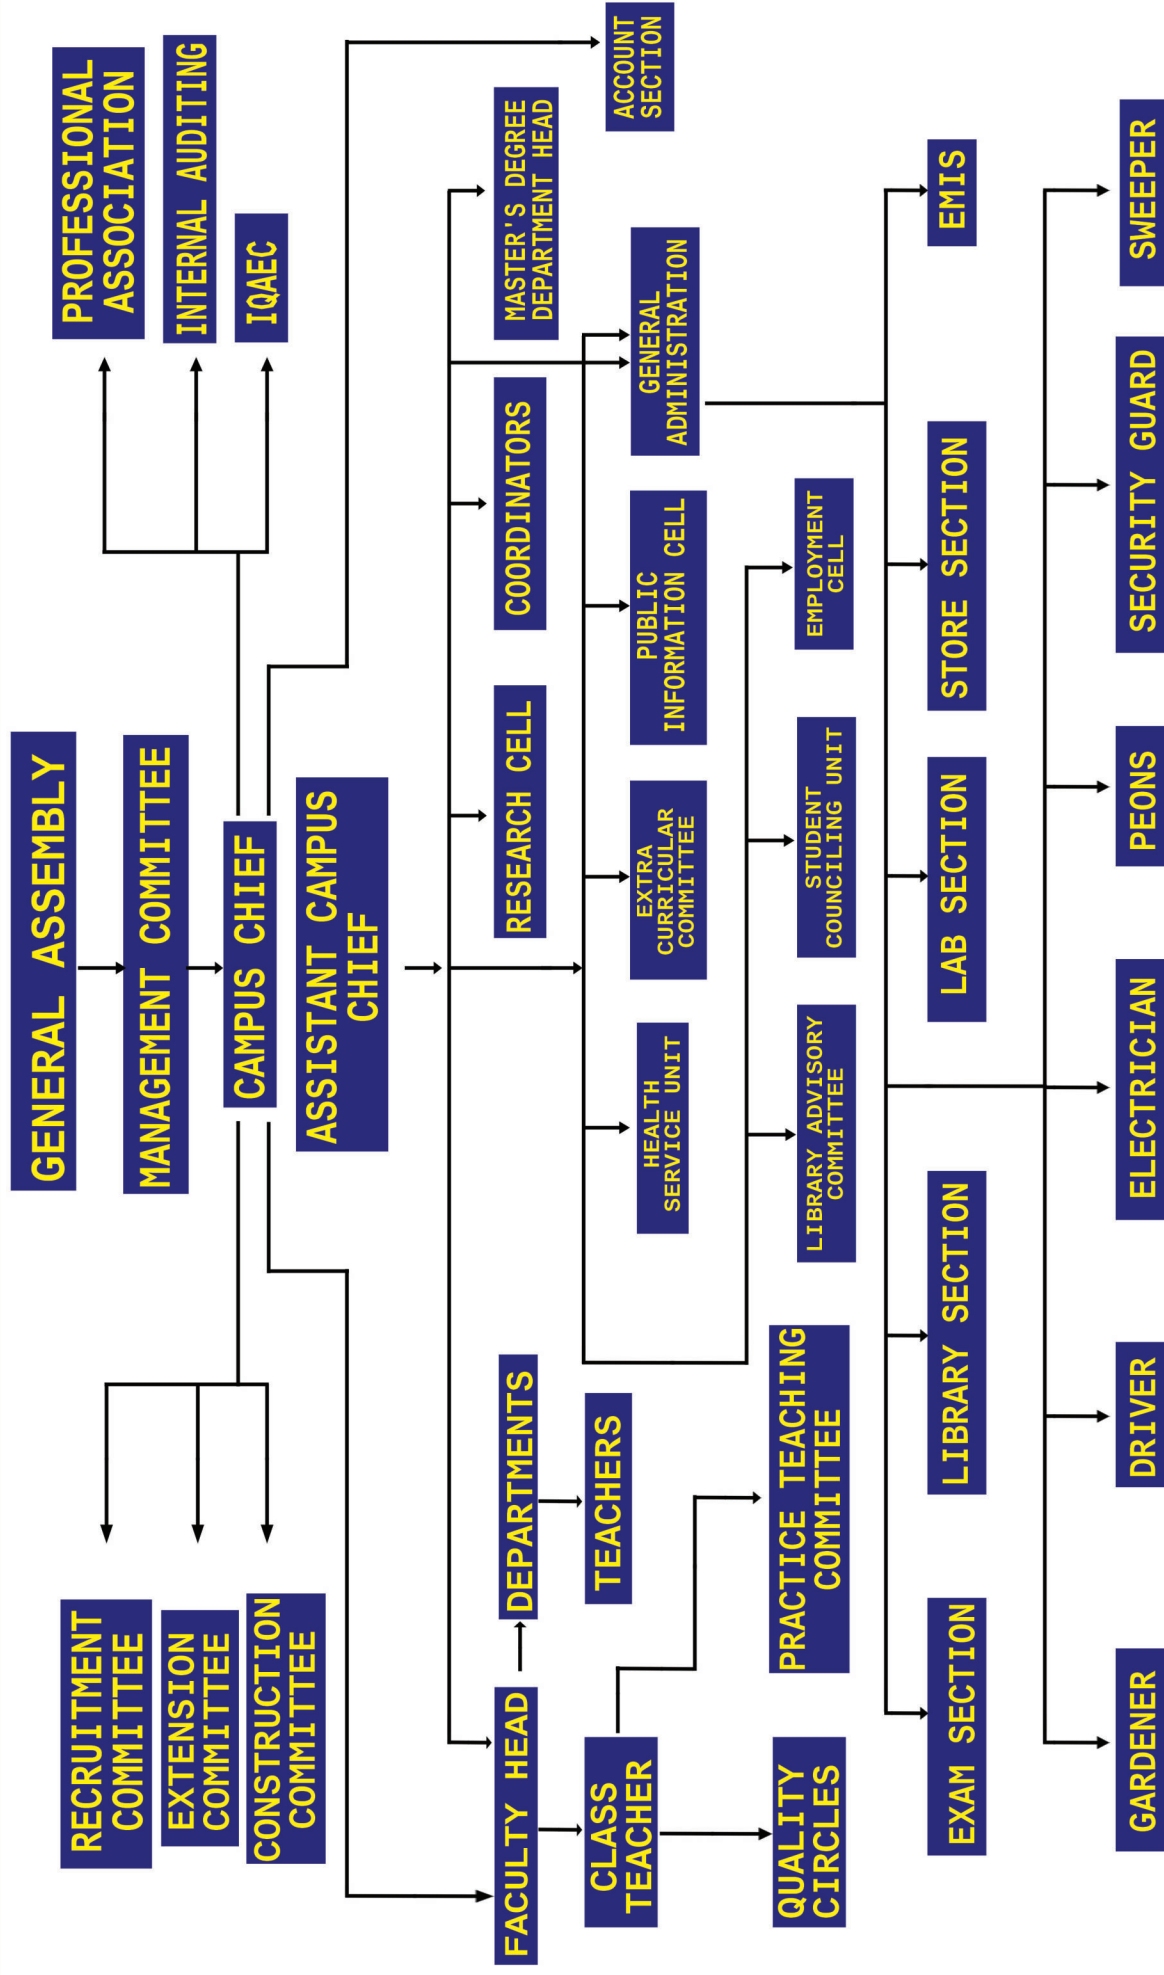 GENERAL ASSEMBLY
MANAGEMENT COMMITTEE
CAMPUS CHIEF
ASSISTANT CAMPUS
CHIEF
RECRUITMENT
COMMITTEE
EXTENSION
COMMITTEE
CONSTRUCTION
COMMITTEE
PROFESSIONAL
ASSOCIATION
INTERNAL AUDITING
IQAEC
FACULTY HEAD
DEPARTMENTS
RESEARCH CELL
COORDINATORS
MASTER'S DEGREE
DEPARTMENT HEAD
ACCOUNT
SECTION
CLASS
TEACHER
TEACHERS
HEALTH
SERVICE UNIT
EXTRA
CURRICULAR
COMMITTEE
PUBLIC
INFORMATION CELL
GENERAL
ADMINISTRATION
QUALITY
CIRCLES
PRACTICE TEACHING
COMMITTEE
LIBRARY ADVISORY
COMMITTEE
STUDENT
COUNCILING UNIT
EMPLOYMENT
CELL
EXAM SECTION
LIBRARY SECTION
LAB SECTION
STORE SECTION
EMIS
GARDENER
DRIVER
ELECTRICIAN
PEONS
SECURITY GUARD
SWEEPER